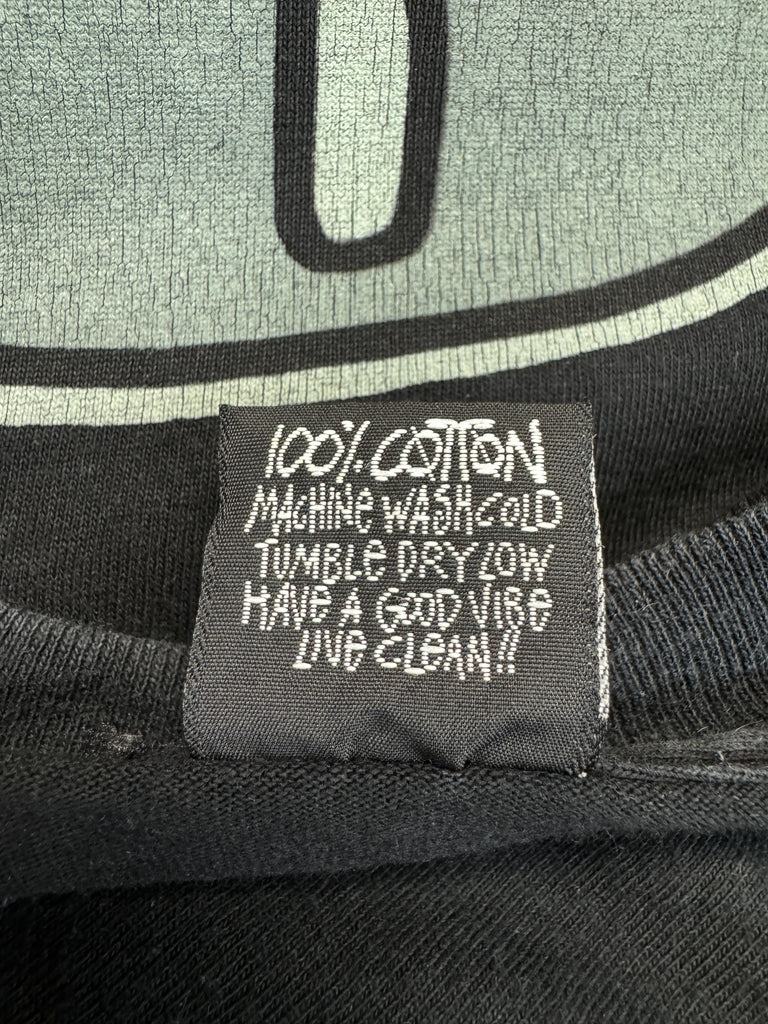 100% COTTON
MACHINE WASH COLD
TUMBLE DRY LOW
HAVE A GOOD VIBE
LIVE CLEAN!!